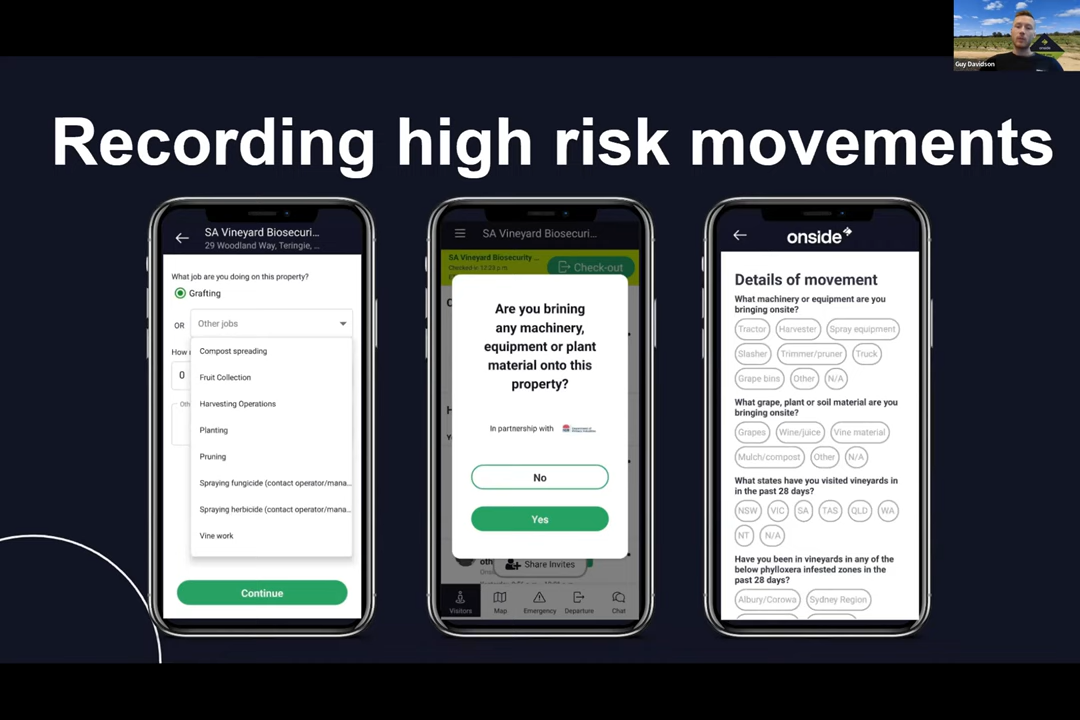 Guy Davidson
Recording high risk movements
SA Vineyard Biosecuri...
29 Woodland Way, Teringie, ...
What job are you doing on this property?
Grafting
OR
Other jobs
How
0
Compost spreading
Fruit Collection
Harvesting Operations
Planting
Pruning
Spraying fungicide (contact operator/mana...
Spraying herbicide (contact operator/mana...
Vine work
Continue
SA Vineyard Biosecuri...
SA Vineyard Biosecurity ...
Check-out
Are you brining
any machinery,
equipment or plant
material onto this
property?
In partnership with
No
Yes
Share Invites
Visitors Map Emergency Departure Chat
onside
Details of movement
What machinery or equipment are you
bringing onsite?
Tractor Harvester Spray equipment
Slasher Trimmer/pruner Truck
Grape bins Other N/A
What grape, plant or soil material are you
bringing onsite?
Grapes Wine/juice Vine material
Mulch/compost Other N/A
What states have you visited vineyards in
in the past 28 days?
NSW VIC SA TAS QLD WA
NT N/A
Have you been in vineyards in any of the
below phylloxera infested zones in the
past 28 days?
Albury/Corowa Sydney Region